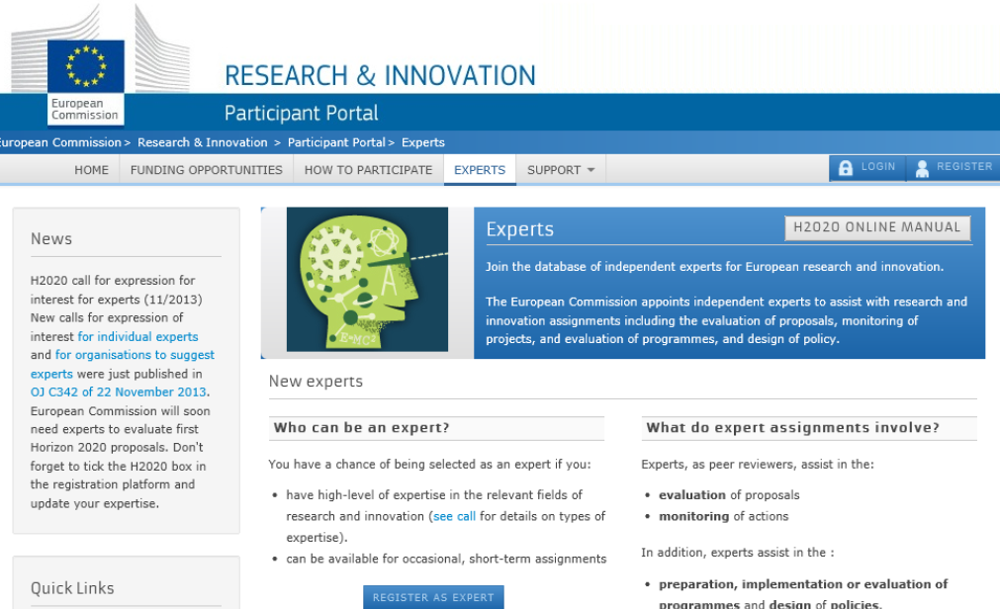 RESEARCH & INNOVATION
European
Commission
Participant Portal
European Commission > Research & Innovation > Participant Portal > Experts
HOME FUNDING OPPORTUNITIES HOW TO PARTICIPATE EXPERTS SUPPORT LOGIN REGISTER
News
H2020 call for expression for
interest for experts (11/2013)
New calls for expression of
interest for individual experts
and for organisations to suggest
experts were just published in
OJ C342 of 22 November 2013.
European Commission will soon
need experts to evaluate first
Horizon 2020 proposals. Don't
forget to tick the H2020 box in
the registration platform and
update your expertise.
Quick Links
A
E=MC2
Experts
H2020 ONLINE MANUAL
Join the database of independent experts for European research and innovation.
The European Commission appoints independent experts to assist with research and
innovation assignments including the evaluation of proposals, monitoring of
projects, and evaluation of programmes, and design of policy.
New experts
Who can be an expert?
You have a chance of being selected as an expert if you:
• have high-level of expertise in the relevant fields of
research and innovation (see call for details on types of
expertise).
• can be available for occasional, short-term assignments
REGISTER AS EXPERT
What do expert assignments involve?
Experts, as peer reviewers, assist in the:
• evaluation of proposals
• monitoring of actions
In addition, experts assist in the :
• preparation, implementation or evaluation of
programmes and design of policies.